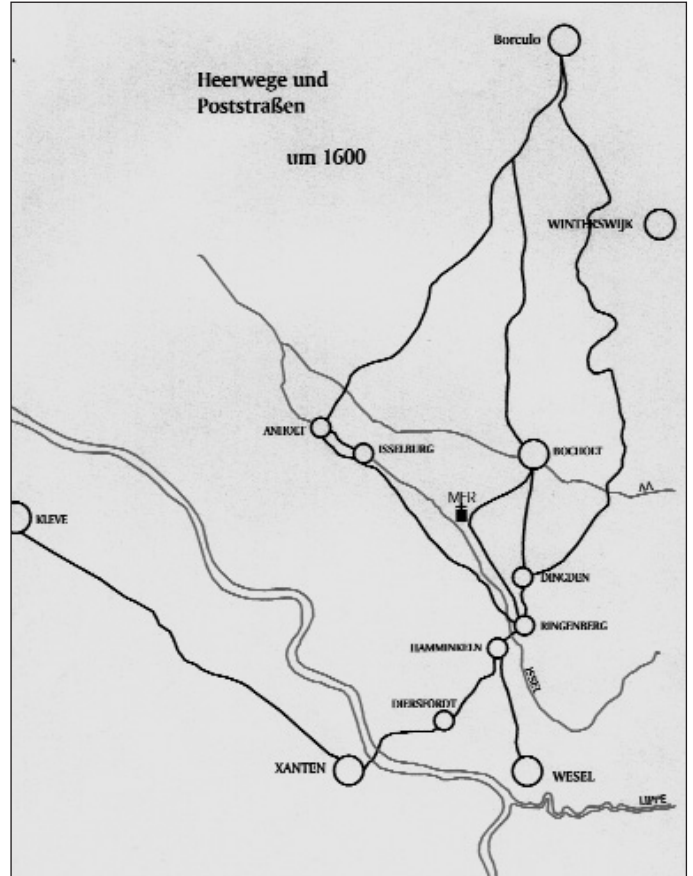 Borculo
Heerwege und
Poststraßen
um 1600
WINTERSWIJK
ANHOLT
ISSELBURG
BOCHOLT
AA
MHR
KLEVE
DINGDEN
RINGENBERG
HAMMINKELN
ISSEL
DIERSFORDT
XANTEN
WESEL
LIPPE